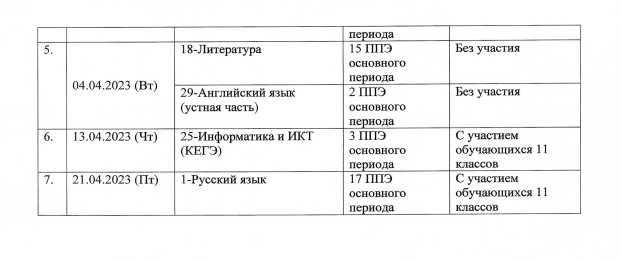 периода
5.
04.04.2023 (Вт)
18-Литература
15 ППЭ
основного
периода
Без участия
29-Английский язык
(устная часть)
2 ППЭ
основного
периода
Без участия
6.
13.04.2023 (Чт)
25-Информатика и ИКТ
(КЕГЭ)
3 ППЭ
основного
периода
С участием
обучающихся 11
классов
7.
21.04.2023 (Пт)
1-Русский язык
17 ППЭ
основного
периода
С участием
обучающихся 11
классов